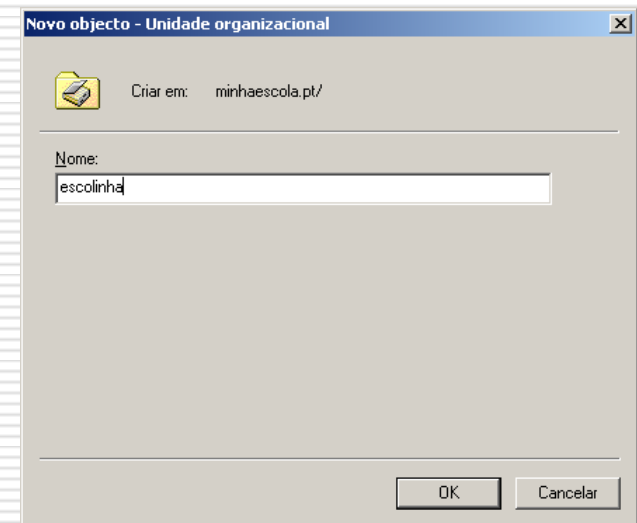 Novo objecto - Unidade organizacional
Criar em: minhaescola.pt/
Nome:
escolinha
OK Cancelar